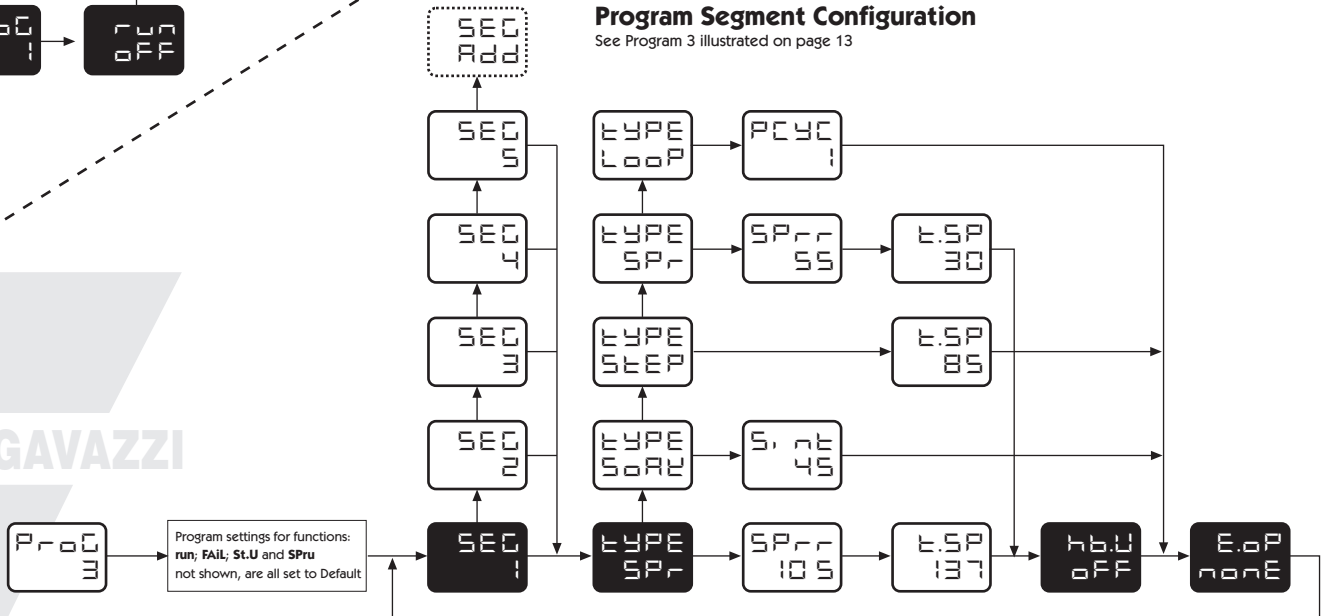 Program Segment Configuration
See Program 3 illustrated on page 13
oG
1
run
oFF
SEG
Add
SEG
5
tYPE
LooP
PCYC
1
SEG
4
tYPE
SPr
SPrr
55
t.SP
30
SEG
3
tYPE
StEP
t.SP
85
SEG
2
tYPE
SoAK
S,nt
45
GAVAZZI
ProG
3
Program settings for functions:
run; FAiL; St.U and SPru
not shown, are all set to Default
SEG
1
tYPE
SPr
SPrr
105
t.SP
137
hb.U
oFF
E.oP
nonE